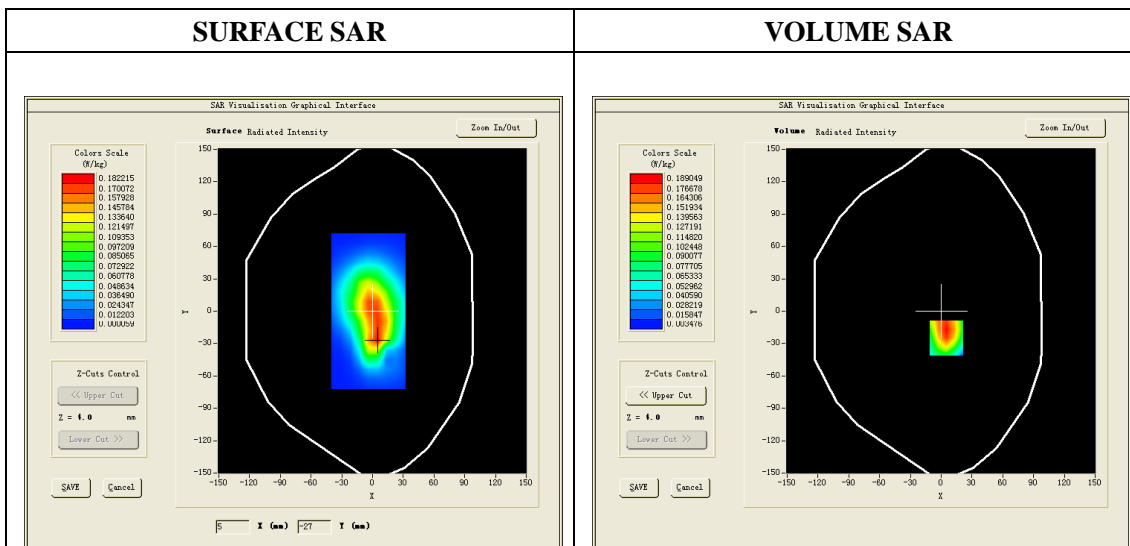 SURFACE SAR
VOLUME SAR
SAR Visualisation Graphical Interface
Surface Radiated Intensity
Zoom In/Out
Colors Scale
(W/kg)
0.182215
0.170072
0.157928
0.145784
0.133640
0.121497
0.109353
0.097209
0.085065
0.072922
0.060778
0.048634
0.036490
0.024347
0.012203
0.000059
150
120
90
60
30
0
-30
-60
-90
-120
-150
Y
-150 -120 -90 -60 -30 0 30 60 90 120 150
X
Z-Cuts Control
<< Upper Cut
Z = 4.0 mm
Lower Cut >>
SAVE Cancel
5 X (mm) -27 Y (mm)
SAR Visualisation Graphical Interface
Volume Radiated Intensity
Zoom In/Out
Colors Scale
(W/kg)
0.189049
0.176678
0.164306
0.151934
0.139563
0.127191
0.114820
0.102448
0.090077
0.077705
0.065333
0.052962
0.040590
0.028219
0.015847
0.003476
150
120
90
60
30
0
-30
-60
-90
-120
-150
Y
-150 -120 -90 -60 -30 0 30 60 90 120 150
X
Z-Cuts Control
<< Upper Cut
Z = 4.0 mm
Lower Cut >>
SAVE Cancel